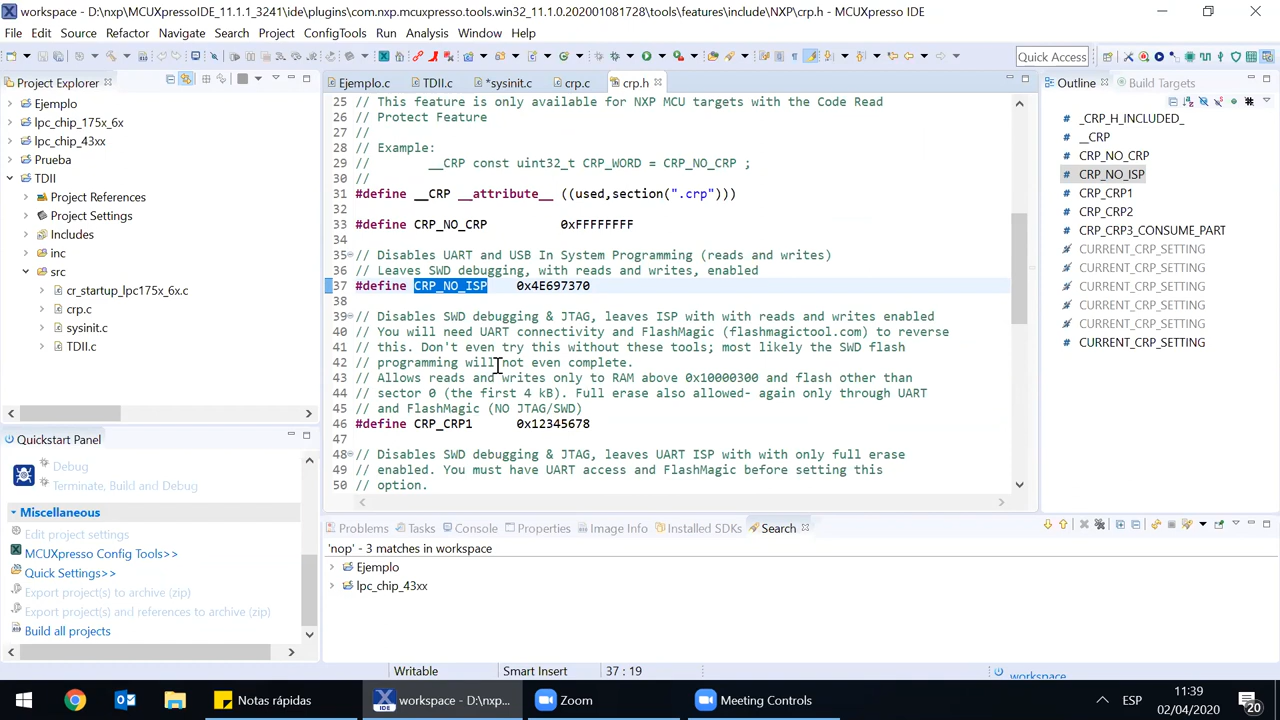 workspace - D:\nxp\MCUXpressoIDE_11.1.1_3241\ide\plugins\com.nxp.mcuxpresso.tools.win32_11.1.0.202001081728\tools\features\include\NXP\crp.h - MCUXpresso IDE
File Edit Source Refactor Navigate Search Project ConfigTools Run Analysis Window Help
Quick Access
Project Explorer
Ejemplo
lpc_chip_175x_6x
lpc_chip_43xx
Prueba
TDII
Project References
Project Settings
Includes
inc
src
cr_startup_lpc175x_6x.c
crp.c
sysinit.c
TDII.c
Quickstart Panel
Debug
Terminate, Build and Debug
Miscellaneous
Edit project settings
MCUXpresso Config Tools>>
Quick Settings>>
Export project(s) to archive (zip)
Export project(s) and references to archive (zip)
Build all projects
Ejemplo.c TDII.c *sysinit.c crp.c crp.h
25 // This feature is only available for NXP MCU targets with the Code Read
26 // Protect Feature
27 //
28 // Example:
29 // __CRP const uint32_t CRP_WORD = CRP_NO_CRP ;
30 //
31 #define __CRP __attribute__ ((used,section(".crp")))
32
33 #define CRP_NO_CRP 0xFFFFFFFF
34
35 // Disables UART and USB In System Programming (reads and writes)
36 // Leaves SWD debugging, with reads and writes, enabled
37 #define CRP_NO_ISP 0x4E697370
38
39 // Disables SWD debugging & JTAG, leaves ISP with with reads and writes enabled
40 // You will need UART connectivity and FlashMagic (flashmagictool.com) to reverse
41 // this. Don't even try this without these tools; most likely the SWD flash
42 // programming will not even complete.
43 // Allows reads and writes only to RAM above 0x10000300 and flash other than
44 // sector 0 (the first 4 kB). Full erase also allowed- again only through UART
45 // and FlashMagic (NO JTAG/SWD)
46 #define CRP_CRP1 0x12345678
47
48 // Disables SWD debugging & JTAG, leaves UART ISP with with only full erase
49 // enabled. You must have UART access and FlashMagic before setting this
50 // option.
Outline Build Targets
_CRP_H_INCLUDED_
__CRP
CRP_NO_CRP
CRP_NO_ISP
CRP_CRP1
CRP_CRP2
CRP_CRP3_CONSUME_PART
CURRENT_CRP_SETTING
CURRENT_CRP_SETTING
CURRENT_CRP_SETTING
CURRENT_CRP_SETTING
CURRENT_CRP_SETTING
CURRENT_CRP_SETTING
Problems Tasks Console Properties Image Info Installed SDKs Search
'nop' - 3 matches in workspace
Ejemplo
lpc_chip_43xx
Writable Smart Insert 37 : 19 workspace
Notas rápidas workspace - D:\nxp... Zoom Meeting Controls ESP 11:39
02/04/2020 20